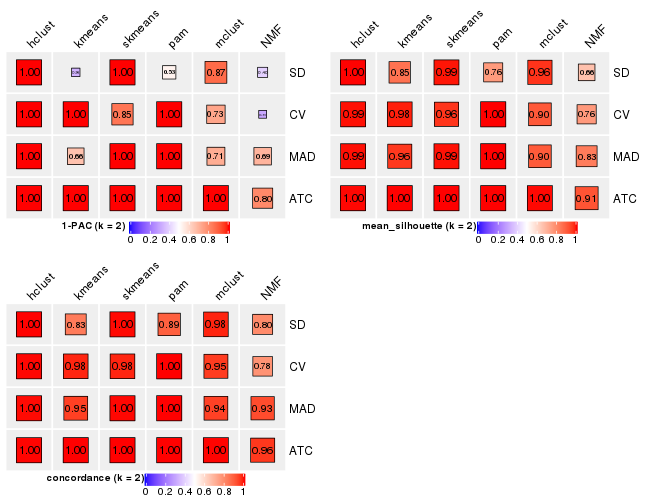 hclust kmeans skmeans pam mclust NMF
1.00 1.00 0.53 0.87 SD
1.00 1.00 0.85 1.00 0.73 CV
1.00 0.66 1.00 1.00 0.71 0.69 MAD
1.00 1.00 1.00 1.00 1.00 0.80 ATC
1-PAC (k = 2)
0 0.2 0.4 0.6 0.8 1
hclust kmeans skmeans pam mclust NMF
1.00 0.85 0.99 0.76 0.96 0.66 SD
0.99 0.98 0.96 1.00 0.90 0.76 CV
0.99 0.96 0.99 1.00 0.90 0.83 MAD
1.00 1.00 1.00 1.00 1.00 0.91 ATC
mean_silhouette (k = 2)
0 0.2 0.4 0.6 0.8 1
hclust kmeans skmeans pam mclust NMF
1.00 0.83 1.00 0.89 0.98 0.80 SD
1.00 0.98 0.98 1.00 0.95 0.78 CV
1.00 0.95 1.00 1.00 0.94 0.93 MAD
1.00 1.00 1.00 1.00 1.00 0.96 ATC
concordance (k = 2)
0 0.2 0.4 0.6 0.8 1